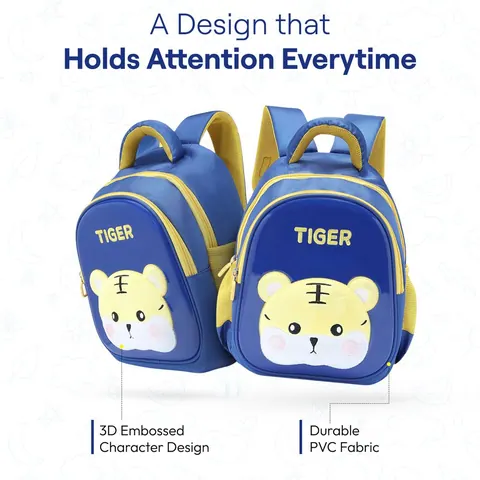 A Design that
Holds Attention Everytime
TIGER
TIGER
3D Embossed
Character Design
Durable
PVC Fabric